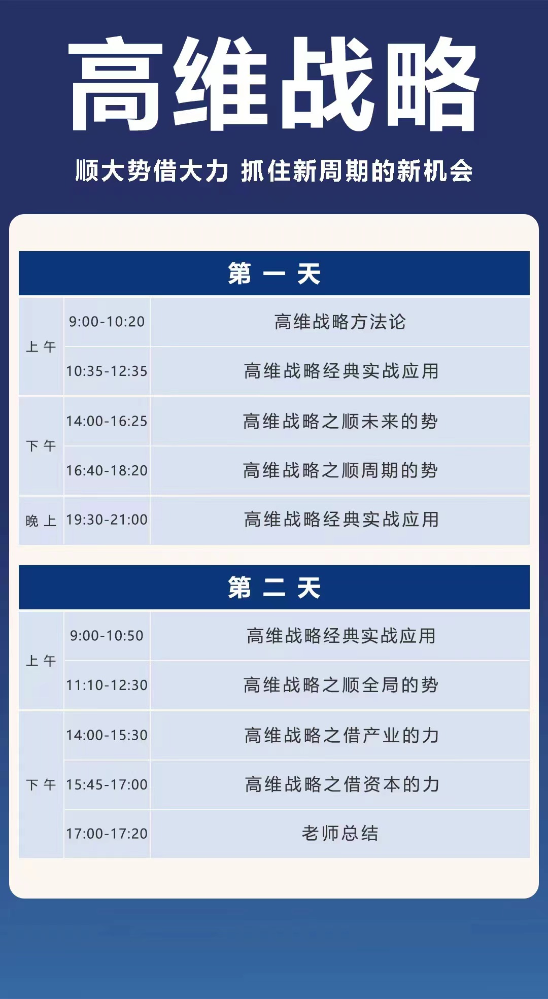 高维战略
顺大势借大力 抓住新周期的新机会
第一天
上午
9:00-10:20 高维战略方法论
10:35-12:35 高维战略经典实战应用
下午
14:00-16:25 高维战略之顺未来的势
16:40-18:20 高维战略之顺周期的势
晚上 19:30-21:00 高维战略经典实战应用
第二天
上午
9:00-10:50 高维战略经典实战应用
11:10-12:30 高维战略之顺全局的势
下午
14:00-15:30 高维战略之借产业的力
15:45-17:00 高维战略之借资本的力
17:00-17:20 老师总结